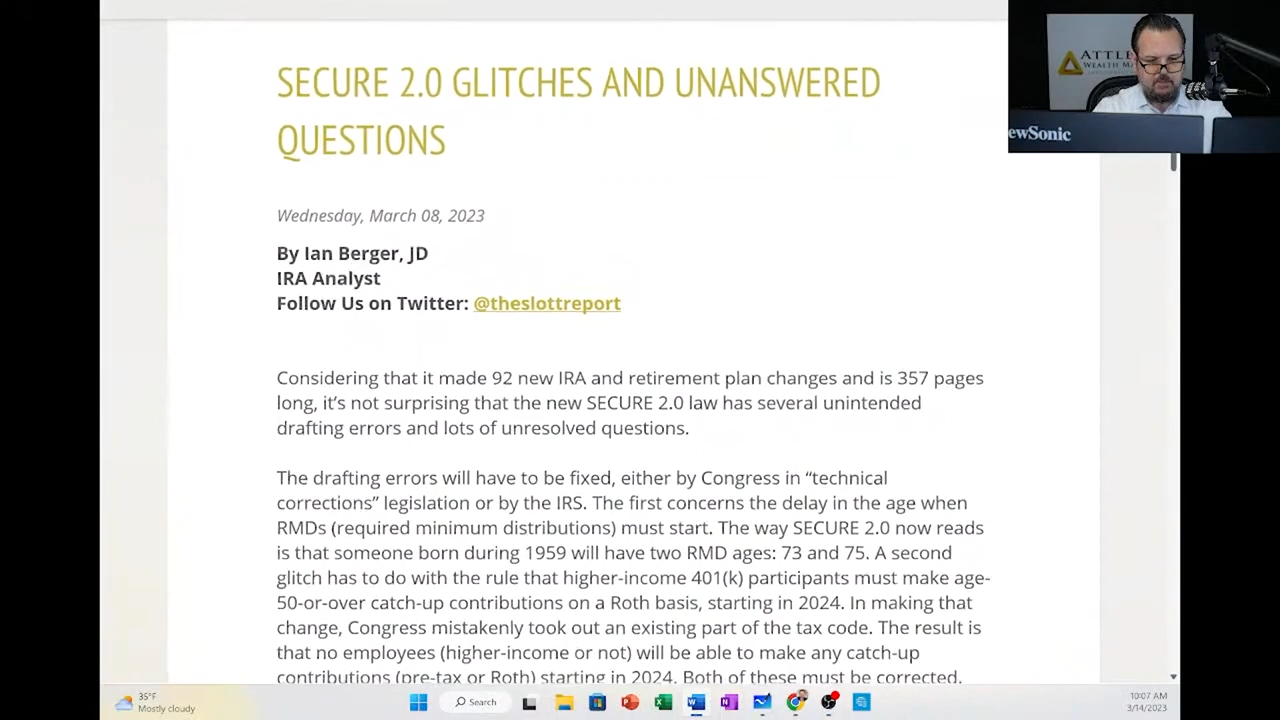 SECURE 2.0 GLITCHES AND UNANSWERED
QUESTIONS
Wednesday, March 08, 2023
By Ian Berger, JD
IRA Analyst
Follow Us on Twitter: @theslottreport
Considering that it made 92 new IRA and retirement plan changes and is 357 pages
long, it’s not surprising that the new SECURE 2.0 law has several unintended
drafting errors and lots of unresolved questions.
The drafting errors will have to be fixed, either by Congress in “technical
corrections” legislation or by the IRS. The first concerns the delay in the age when
RMDs (required minimum distributions) must start. The way SECURE 2.0 now reads
is that someone born during 1959 will have two RMD ages: 73 and 75. A second
glitch has to do with the rule that higher-income 401(k) participants must make age-
50-or-over catch-up contributions on a Roth basis, starting in 2024. In making that
change, Congress mistakenly took out an existing part of the tax code. The result is
that no employees (higher-income or not) will be able to make any catch-up
contributions (pre-tax or Roth) starting in 2024. Both of these must be corrected.
ATTLE
WEALTH MA
ewSonic
35°F
Mostly cloudy
Search
10:07 AM
3/14/2023